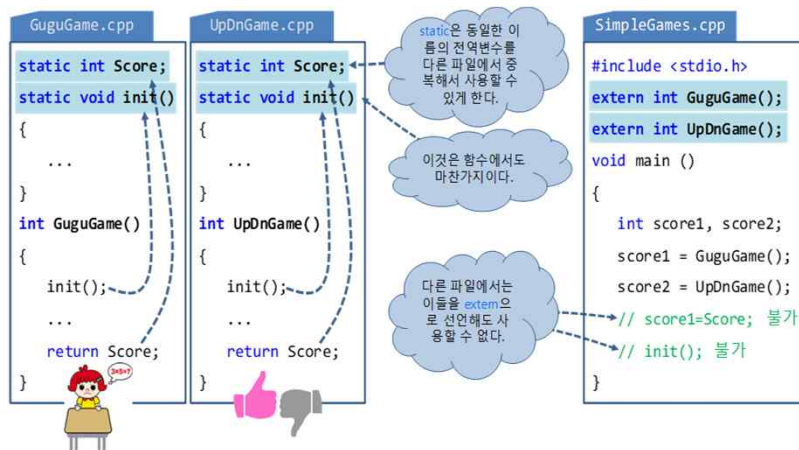 GuguGame.cpp
static int Score;
static void init()
{
...
}
int GuguGame()
{
init();
...
return Score;
}
3×5=?
UpDnGame.cpp
static int Score;
static void init()
{
...
}
int UpDnGame()
{
init();
...
return Score;
}
static은 동일한 이
름의 전역변수를
다른 파일에서 중
복해서 사용할 수
있게 한다.
이것은 함수에서도
마찬가지이다.
다른 파일에서는
이들을 extern으
로 선언해도 사
용할 수 없다.
SimpleGames.cpp
#include <stdio.h>
extern int GuguGame();
extern int UpDnGame();
void main ()
{
int score1, score2;
score1 = GuguGame();
score2 = UpDnGame();
// score1=Score; 불가
// init(); 불가
}